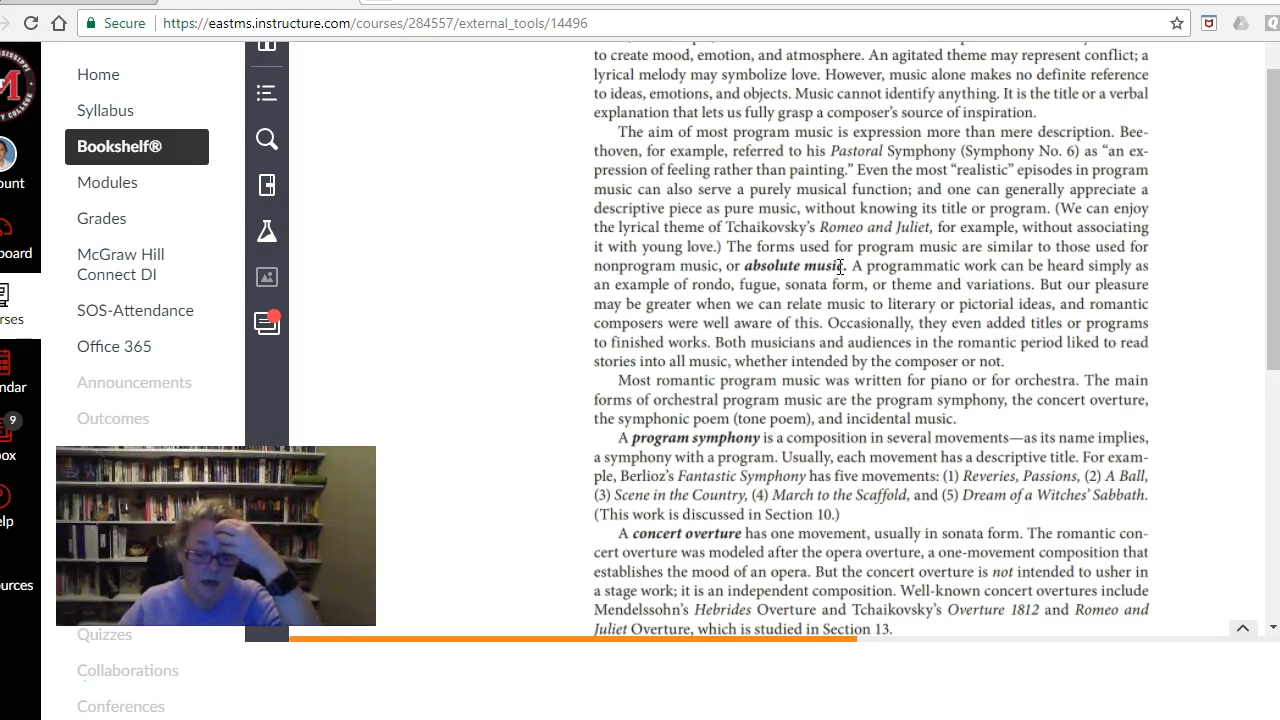 Secure
https://eastms.instructure.com/courses/284557/external_tools/14496
Home
Syllabus
Bookshelf®
Modules
Grades
McGraw Hill
Connect DI
SOS-Attendance
Office 365
Announcements
Outcomes
Quizzes
Collaborations
Conferences
M
ount
board
rses
ndar
9
box
elp
ources
to create mood, emotion, and atmosphere. An agitated theme may represent conflict; a
lyrical melody may symbolize love. However, music alone makes no definite reference
to ideas, emotions, and objects. Music cannot identify anything. It is the title or a verbal
explanation that lets us fully grasp a composer's source of inspiration.
The aim of most program music is expression more than mere description. Bee-
thoven, for example, referred to his Pastoral Symphony (Symphony No. 6) as “an ex-
pression of feeling rather than painting.” Even the most “realistic” episodes in program
music can also serve a purely musical function; and one can generally appreciate a
descriptive piece as pure music, without knowing its title or program. (We can enjoy
the lyrical theme of Tchaikovsky's Romeo and Juliet, for example, without associating
it with young love.) The forms used for program music are similar to those used for
nonprogram music, or absolute music. A programmatic work can be heard simply as
an example of rondo, fugue, sonata form, or theme and variations. But our pleasure
may be greater when we can relate music to literary or pictorial ideas, and romantic
composers were well aware of this. Occasionally, they even added titles or programs
to finished works. Both musicians and audiences in the romantic period liked to read
stories into all music, whether intended by the composer or not.
Most romantic program music was written for piano or for orchestra. The main
forms of orchestral program music are the program symphony, the concert overture,
the symphonic poem (tone poem), and incidental music.
A program symphony is a composition in several movements—as its name implies,
a symphony with a program. Usually, each movement has a descriptive title. For exam-
ple, Berlioz's Fantastic Symphony has five movements: (1) Reveries, Passions, (2) A Ball,
(3) Scene in the Country, (4) March to the Scaffold, and (5) Dream of a Witches' Sabbath.
(This work is discussed in Section 10.)
A concert overture has one movement, usually in sonata form. The romantic con-
cert overture was modeled after the opera overture, a one-movement composition that
establishes the mood of an opera. But the concert overture is not intended to usher in
a stage work; it is an independent composition. Well-known concert overtures include
Mendelssohn's Hebrides Overture and Tchaikovsky's Overture 1812 and Romeo and
Juliet Overture, which is studied in Section 13.